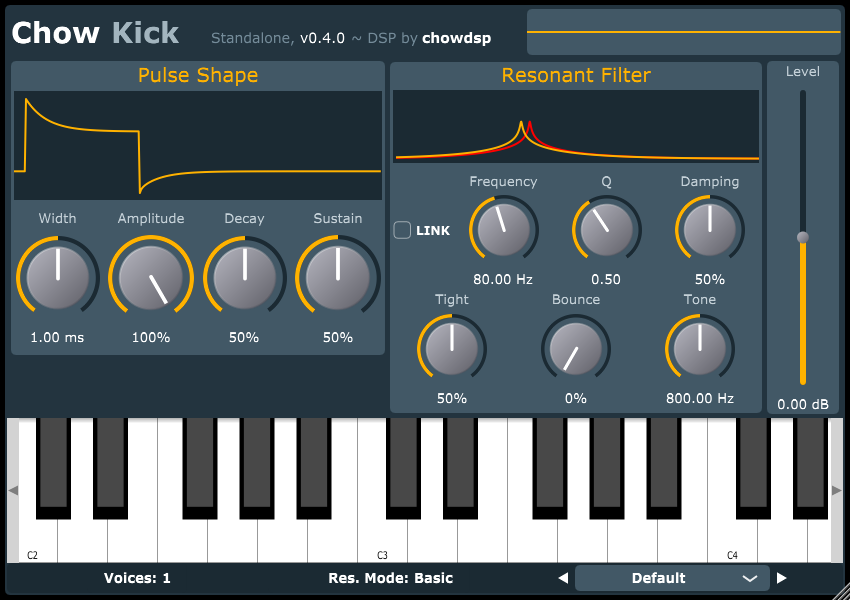 Chow Kick Standalone, v0.4.0 ~ DSP by chowdsp
Pulse Shape
Width Amplitude Decay Sustain
1.00 ms 100% 50% 50%
Resonant Filter
Frequency Q Damping
LINK
80.00 Hz 0.50 50%
Tight Bounce Tone
50% 0% 800.00 Hz
Level
0.00 dB
C2 C3 C4
Voices: 1 Res. Mode: Basic Default